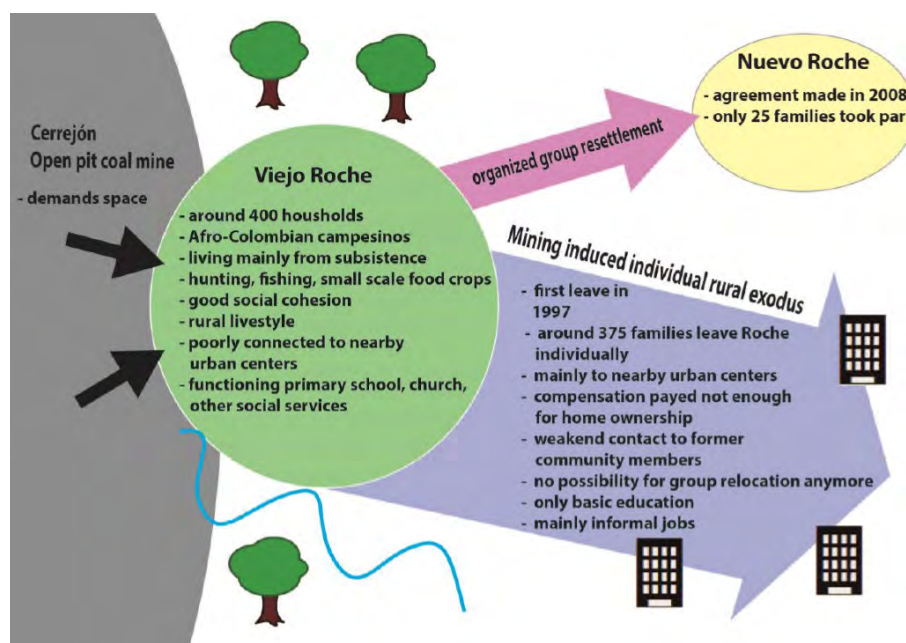 Cerrejón
Open pit coal mine
- demands space
Viejo Roche
- around 400 housholds
- Afro-Colombian campesinos
- living mainly from subsistence
- hunting, fishing, small scale food crops
- good social cohesion
- rural livestyle
- poorly connected to nearby
urban centers
- functioning primary school, church,
other social services
organized group resettlement
Nuevo Roche
- agreement made in 2008
- only 25 families took par
Mining induced individual rural exodus
- first leave in
1997
- around 375 families leave Roche
individually
- mainly to nearby urban centers
- compensation payed not enough
for home ownership
- weakend contact to former
community members
- no possibility for group relocation anymore
- only basic education
- mainly informal jobs